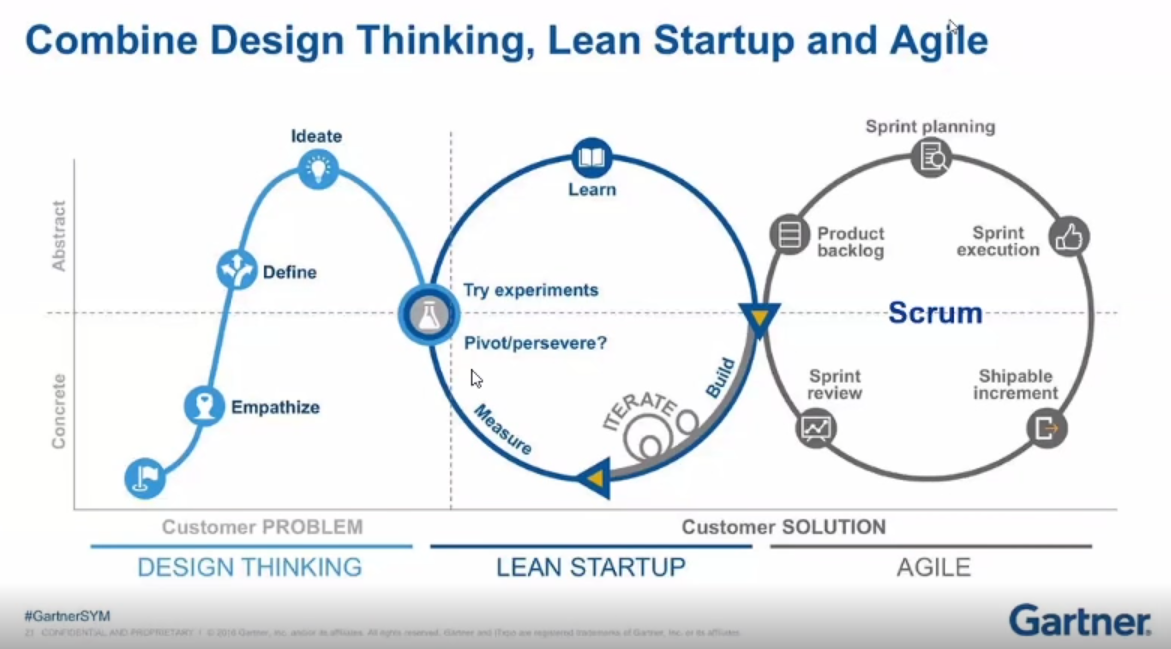 Combine Design Thinking, Lean Startup and Agile
Abstract
Concrete
Ideate
Define
Empathize
Learn
Try experiments
Pivot/persevere?
Measure
ITERATE
Build
Sprint planning
Product
backlog
Sprint
execution
Scrum
Sprint
review
Shipable
increment
Customer PROBLEM
Customer SOLUTION
DESIGN THINKING
LEAN STARTUP
AGILE
#GartnerSYM
CONFIDENTIAL AND PROPRIETARY I © 2016 Gartner, Inc. and/or its affiliates. All rights reserved. Gartner and ITxpo are registered trademarks of Gartner, Inc. or its affiliates.
Gartner